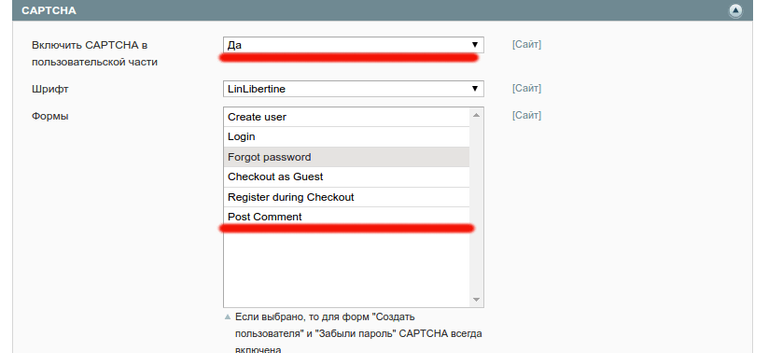 CAPTCHA
Включить CAPTCHA в
пользовательской части
Да
[Сайт]
Шрифт
LinLibertine
[Сайт]
Формы
Create user
Login
Forgot password
Checkout as Guest
Register during Checkout
Post Comment
[Сайт]
Если выбрано, то для форм "Создать
пользователя" и "Забыли пароль" CAPTCHA всегда
включена